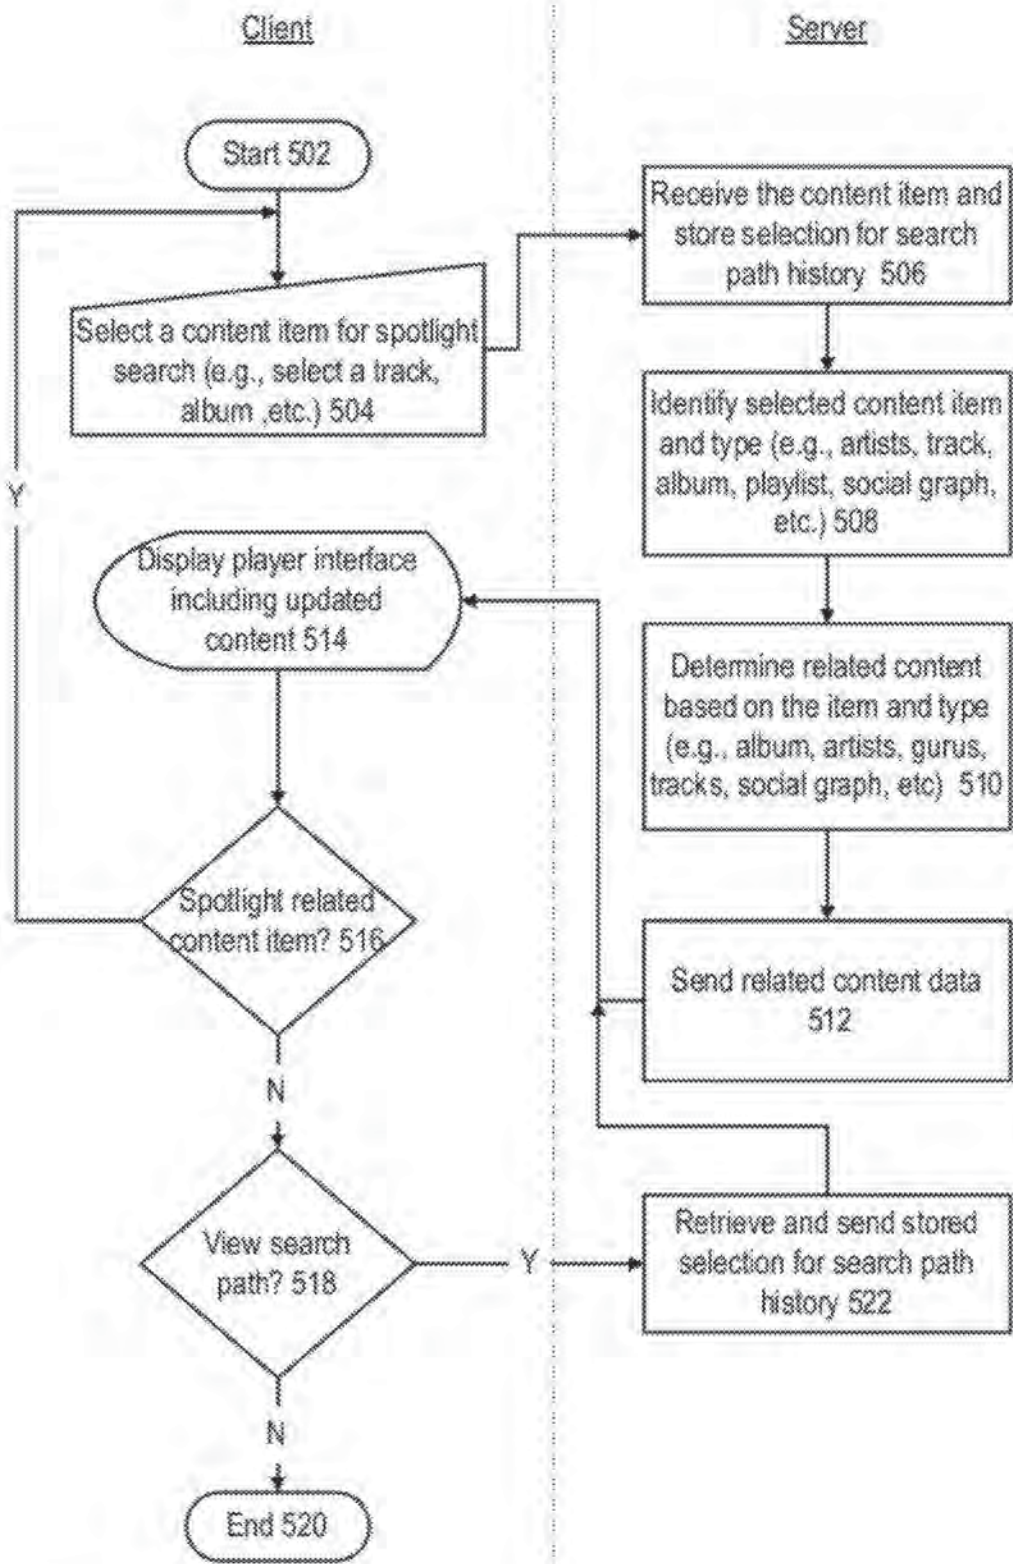 Client
Server
Start 502
Receive the content item and
store selection for search
path history 506
Select a content item for spotlight
search (e.g., select a track,
album ,etc.) 504
Identify selected content item
and type (e.g., artists, track,
album, playlist, social graph,
etc.) 508
Y
Display player interface
including updated
content 514
Determine related content
based on the item and type
(e.g., album, artists, gurus,
tracks, social graph, etc) 510
Spotlight related
content item? 516
Send related content data
512
N
View search
path? 518
Y
Retrieve and send stored
selection for search path
history 522
N
End 520